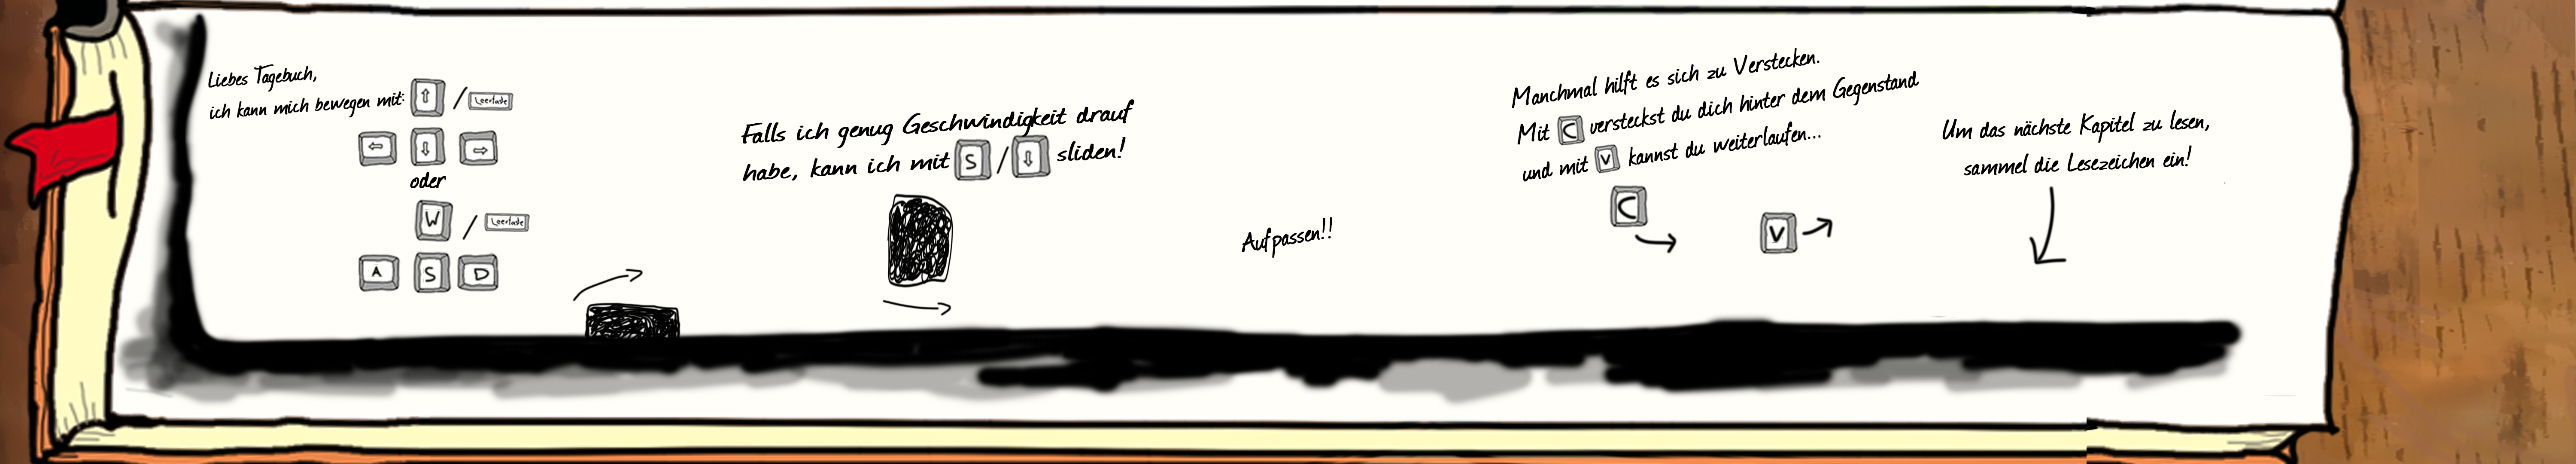 Liebes Tagebuch,
ich kann mich bewegen mit: ⇧ / Leertaste
⇦ ⇩ ⇨
oder
W / Leertaste
A S D
Falls ich genug Geschwindigkeit drauf
habe, kann ich mit S / ⇩ sliden!
Aufpassen!!
Manchmal hilft es sich zu Verstecken.
Mit C versteckst du dich hinter dem Gegenstand
und mit V kannst du weiterlaufen...
C
V
Um das nächste Kapitel zu lesen,
sammel die Lesezeichen ein!